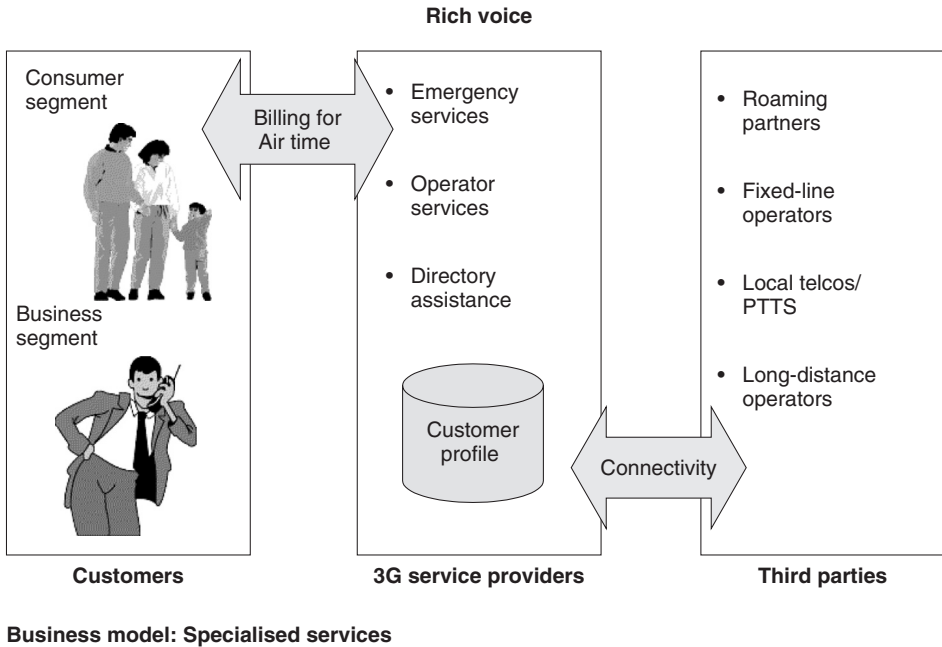 Rich voice
Consumer
segment
Business
segment
Billing for
Air time
• Emergency
services
• Operator
services
• Directory
assistance
Customer
profile
Connectivity
• Roaming
partners
• Fixed-line
operators
• Local telcos/
PTTS
• Long-distance
operators
Customers
3G service providers
Third parties
Business model: Specialised services